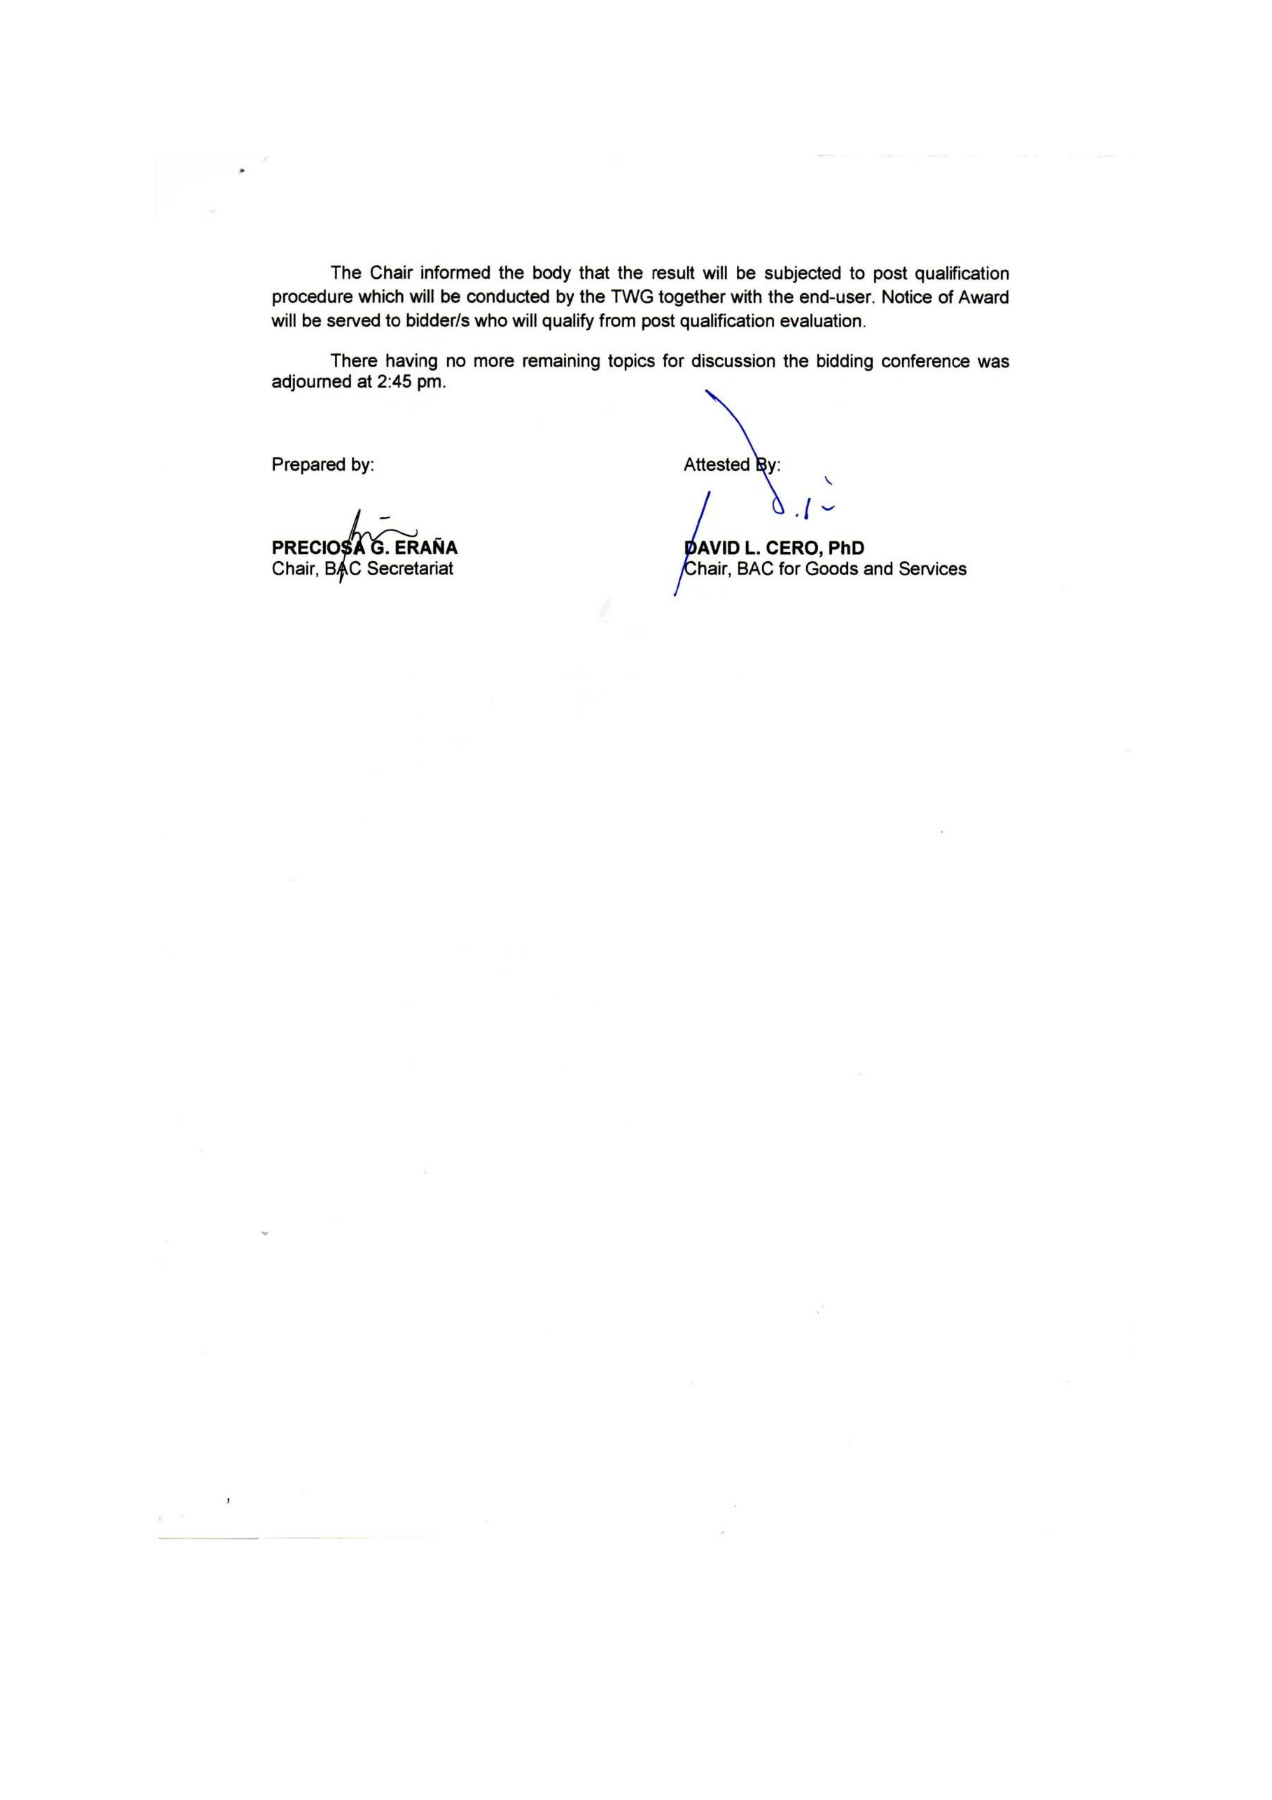 The Chair informed the body that the result will be subjected to post qualification
procedure which will be conducted by the TWG together with the end-user. Notice of Award
will be served to bidder/s who will qualify from post qualification evaluation.
There having no more remaining topics for discussion the bidding conference was
adjourned at 2:45 pm.
Prepared by:
Attested By:
PRECIOSA G. ERAÑA
Chair, BAC Secretariat
DAVID L. CERO, PhD
Chair, BAC for Goods and Services